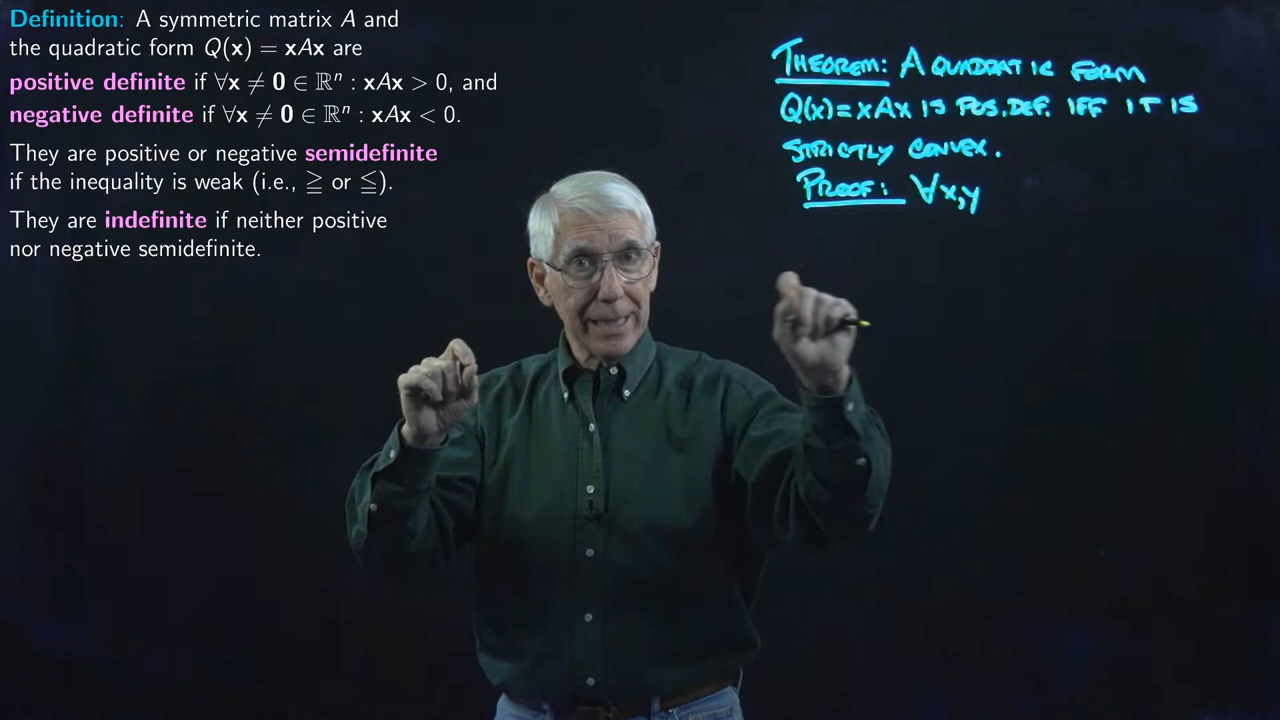 Definition: A symmetric matrix A and
the quadratic form Q(x) = xAx are
positive definite if ∀x ≠ 0 ∈ ℝⁿ : xAx > 0, and
negative definite if ∀x ≠ 0 ∈ ℝⁿ : xAx < 0.
They are positive or negative semidefinite
if the inequality is weak (i.e., ≧ or ≦).
They are indefinite if neither positive
nor negative semidefinite.
THEOREM: A QUADRATIC FORM
Q(x)=xAx IS POS.DEF. IFF IT IS
STRICTLY CONVEX.
PROOF: ∀x,y